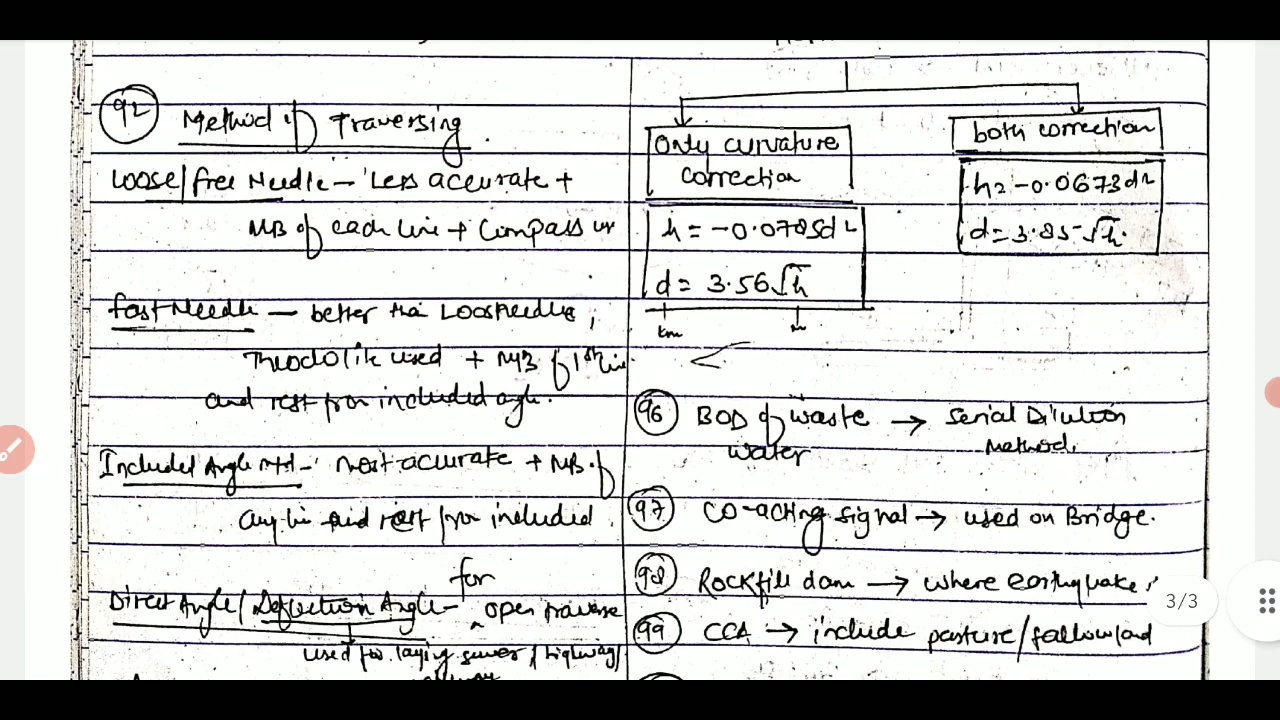 92 Method of Traversing
Loose/free Needle - Less accurate +
MB of each line + Compass
fast Needle — better than Loose needle,
Theodolite used + MB of 1st line
and rest from included angle.
Included Angle mtd - most accurate + MB of
any line and rest from included
for
Direct Angle/Deflection Angle - ^ open traverse
used for laying sewer/highway/
Only curvature
correction
h = -0.0785d²
d = 3.56√h
km m
both correction
h = -0.0673d²
d = 3.85√h
96 BOD of waste → Serial Dilution
water Method.
97 CO-acting signal → used on Bridge.
98 Rockfill dam → where earthquake
99 CCA → include pasture/fallowland
3/3